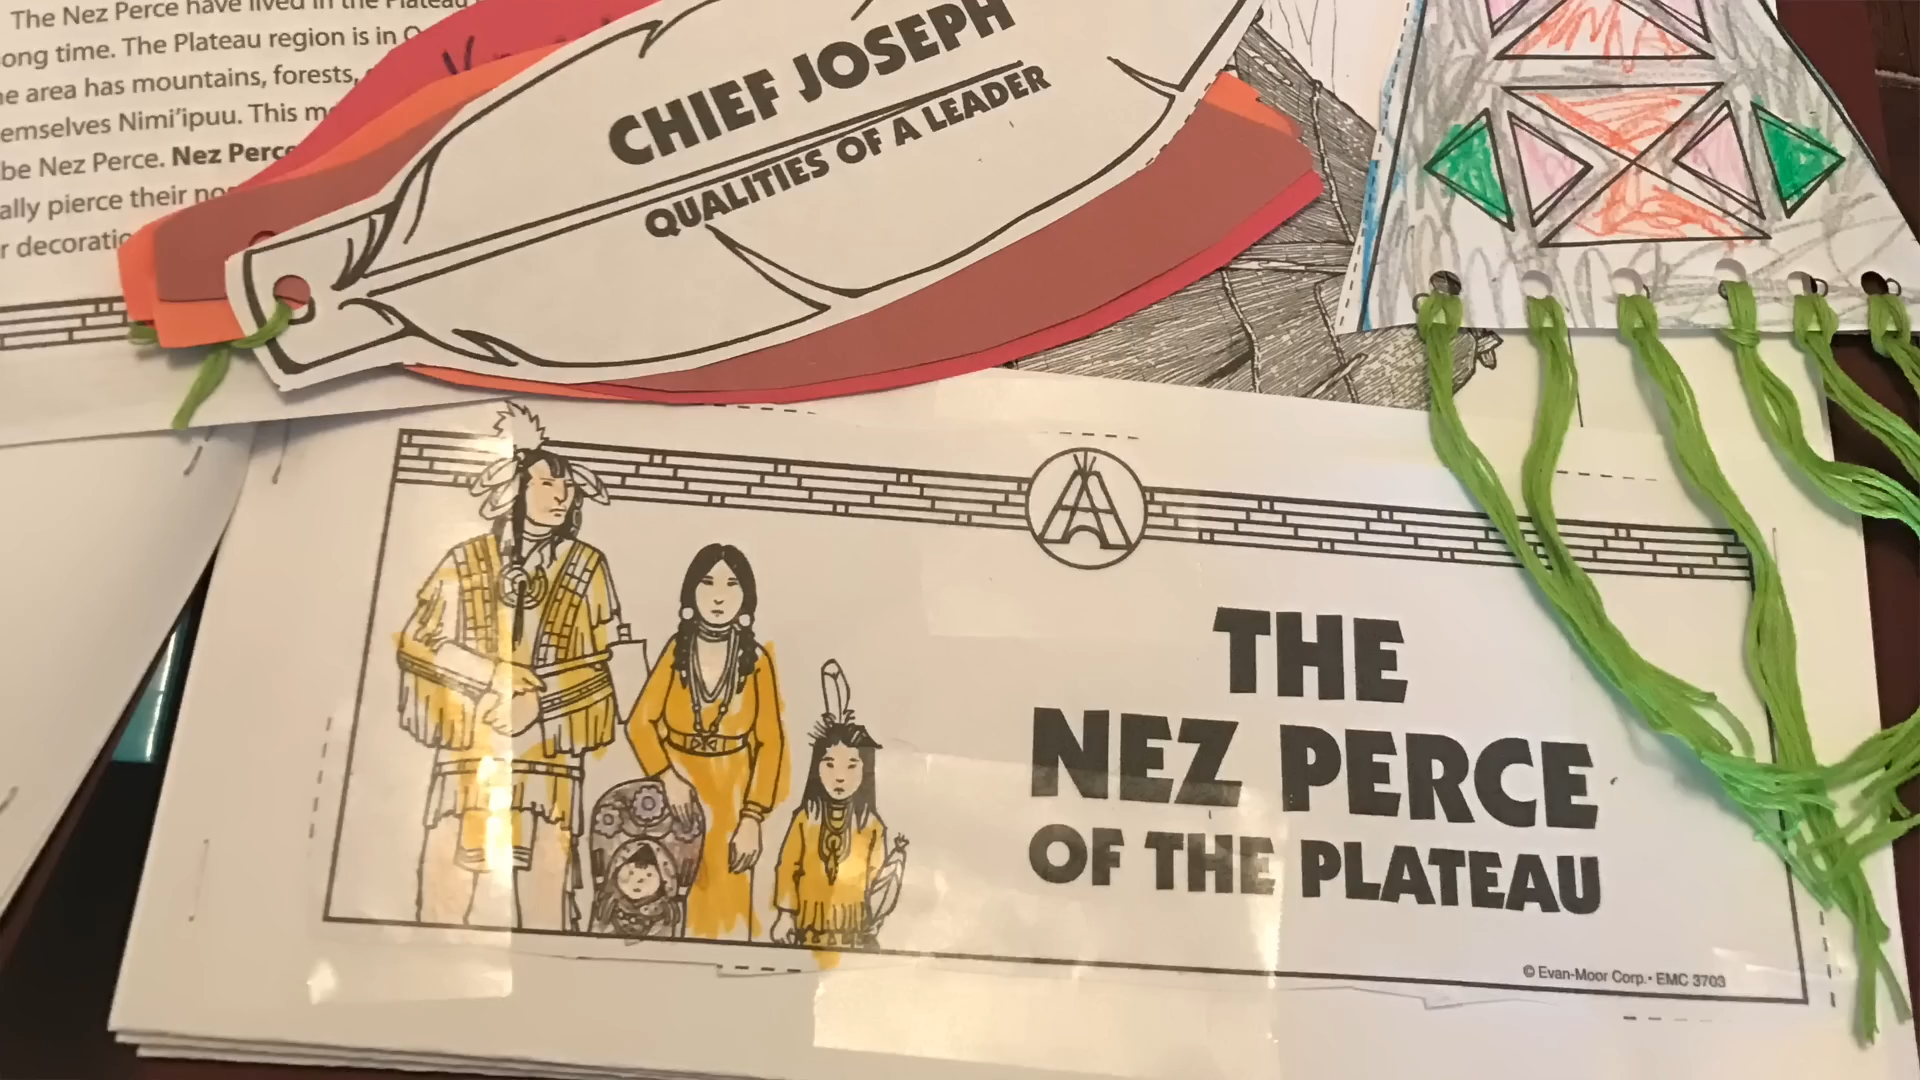 The Nez Perce have lived in the Plateau
ong time. The Plateau region is in
e area has mountains, forests,
emselves Nimi'ipuu. This
be Nez Perce. Nez Perce
ally pierce their
r
CHIEF JOSEPH
QUALITIES OF A LEADER
THE
NEZ PERCE
OF THE PLATEAU
© Evan-Moor Corp. • EMC 3703